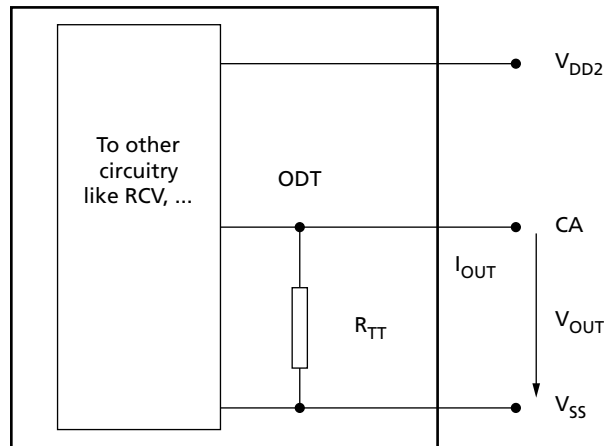 V_DD2
To other
circuitry
like RCV, ...
ODT
CA
I_OUT
R_TT
V_OUT
V_SS